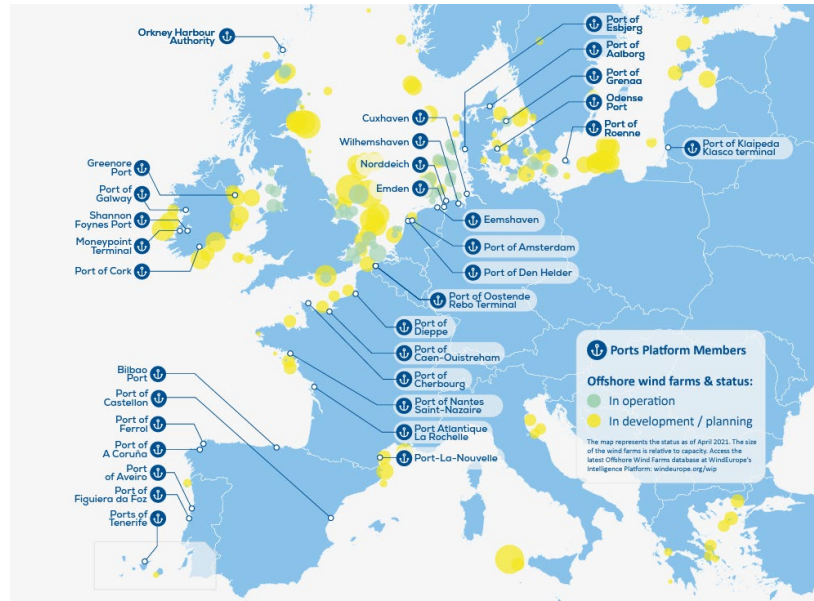 Orkney Harbour
Authority
Port of
Esbjerg
Port of
Aalborg
Port of
Grenaa
Odense
Port
Port of
Roenne
Port of Klaipeda
Klasco terminal
Cuxhaven
Wilhemshaven
Norddeich
Emden
Eemshaven
Port of Amsterdam
Port of Den Helder
Port of Oostende
Rebo Terminal
Greenore
Port
Port of
Galway
Shannon
Foynes Port
Moneypoint
Terminal
Port of Cork
Port of
Dieppe
Port of
Caen-Ouistreham
Port of
Cherbourg
Port of Nantes
Saint-Nazaire
Port Atlantique
La Rochelle
Port-La-Nouvelle
Bilbao
Port
Port of
Castellon
Port of
Ferrol
Port of
A Coruña
Port
of Aveiro
Port of
Figuiera da Foz
Ports of
Tenerife
Ports Platform Members
Offshore wind farms & status:
In operation
In development / planning
The map represents the status as of April 2021. The size
of the wind farms is relative to capacity. Access the
latest Offshore Wind Farms database at WindEurope's
Intelligence Platform: windeurope.org/wip